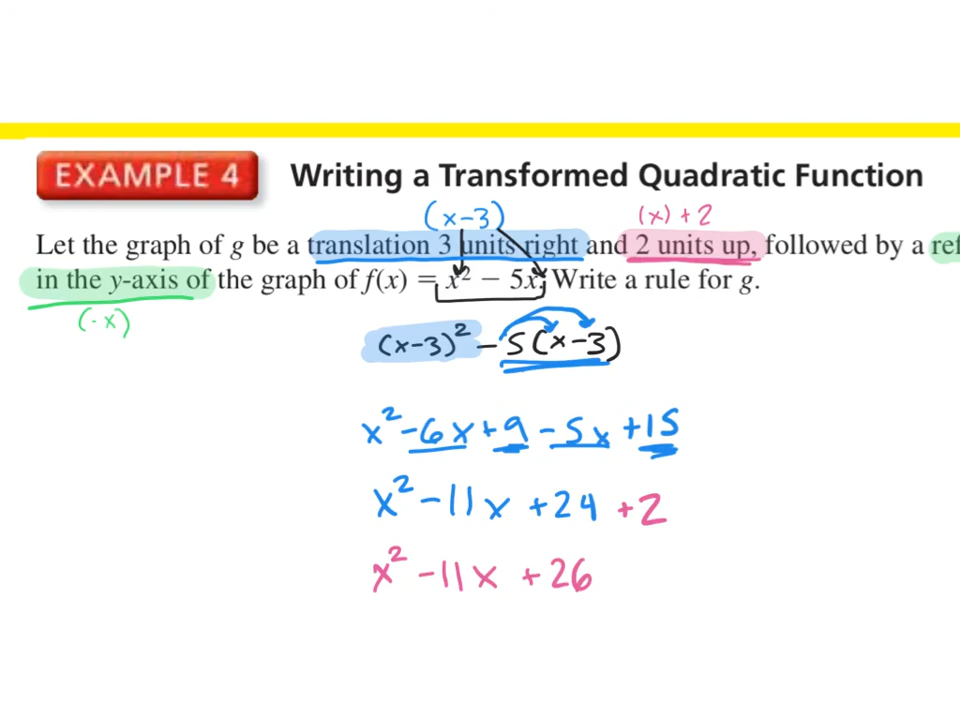 EXAMPLE 4 Writing a Transformed Quadratic Function
(x-3) (x)+2
Let the graph of g be a translation 3 units right and 2 units up, followed by a
in the y-axis of the graph of f(x) = x² − 5x. Write a rule for g.
(-x)
(x-3)² - 5(x-3)
x² -6x +9 -5x +15
x² -11x +24 +2
x² -11x +26